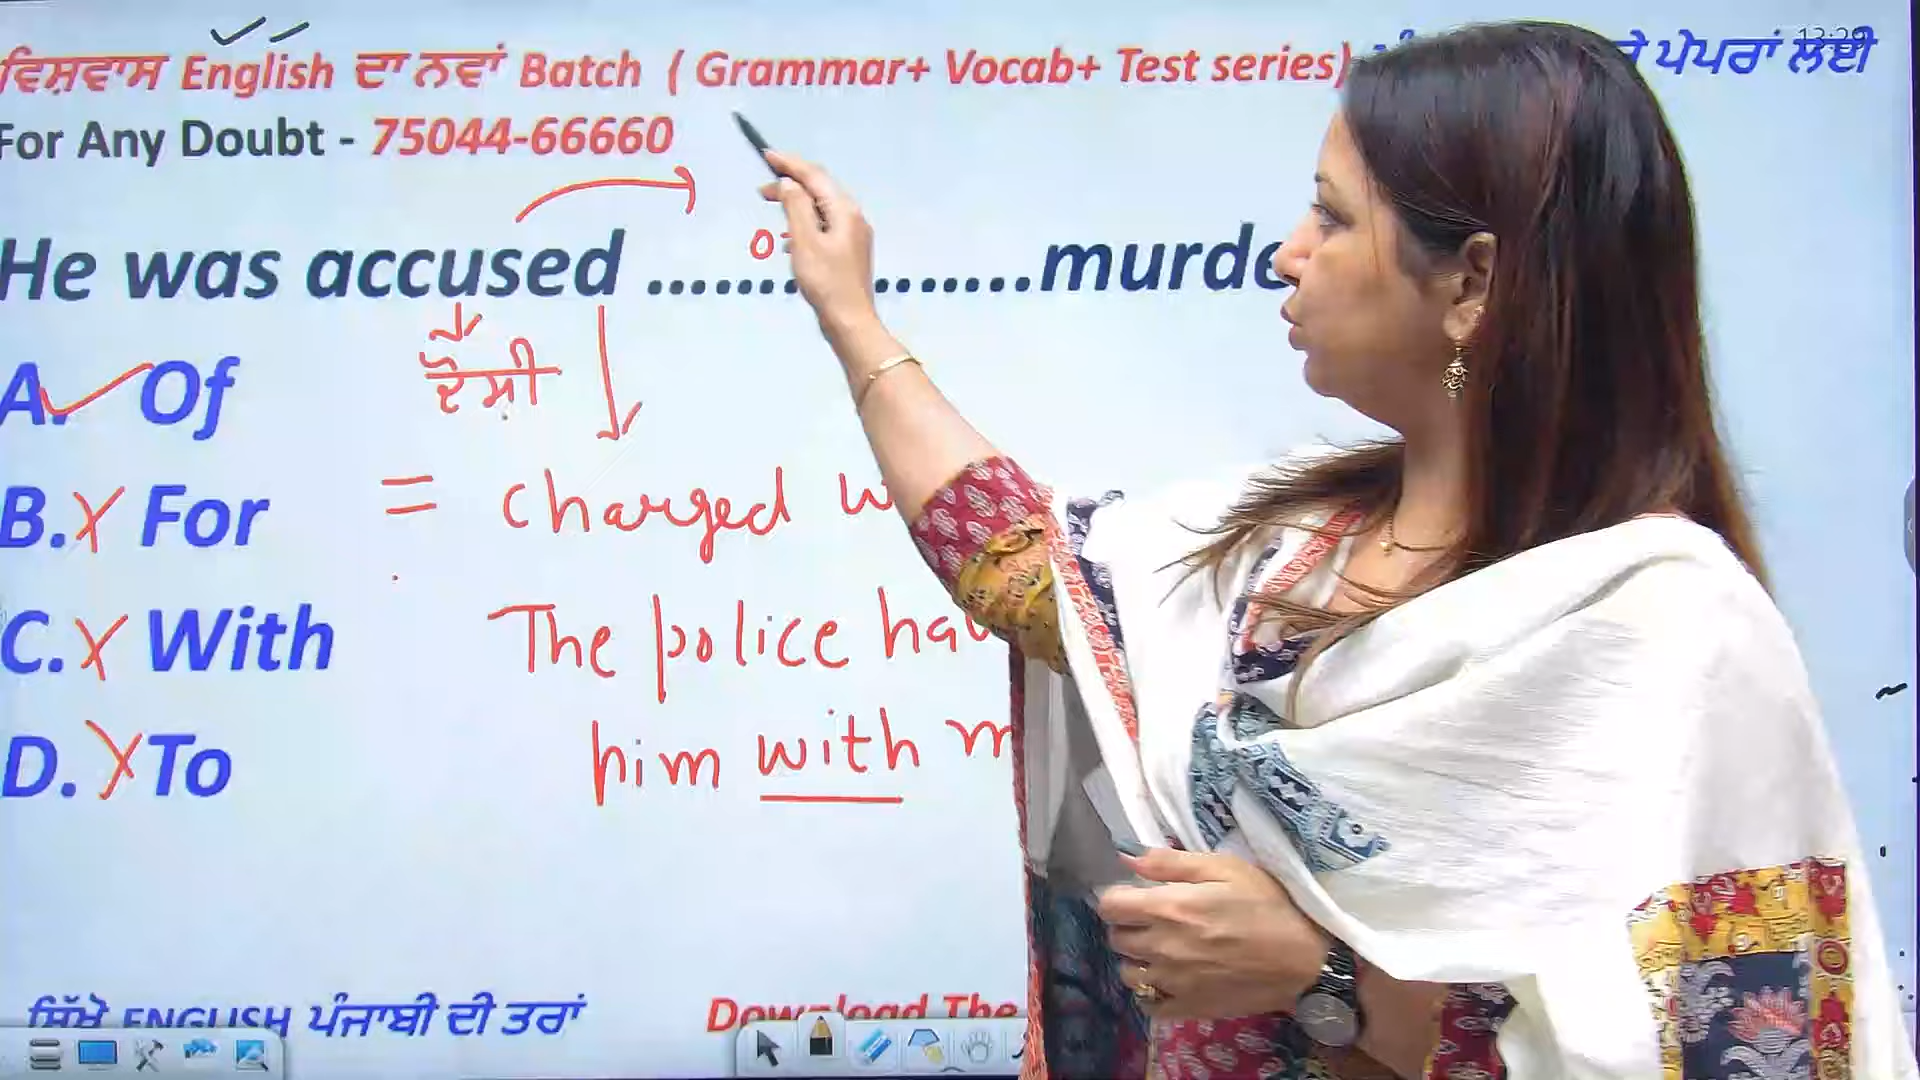 ਵਿਸ਼ਵਾਸ English ਦਾ ਨਵਾਂ Batch ( Grammar+ Vocab+ Test series) ਪੇਪਰਾਂ ਲਈ
For Any Doubt - 75044-66660
He was accused .................murde
ਦੋਸ਼ੀ
A. Of
= charged
B. For
The police
C. With
him with
D. To
ਸਿੱਖੋ ENGLISH ਪੰਜਾਬੀ ਦੀ ਤਰਾਂ Download The